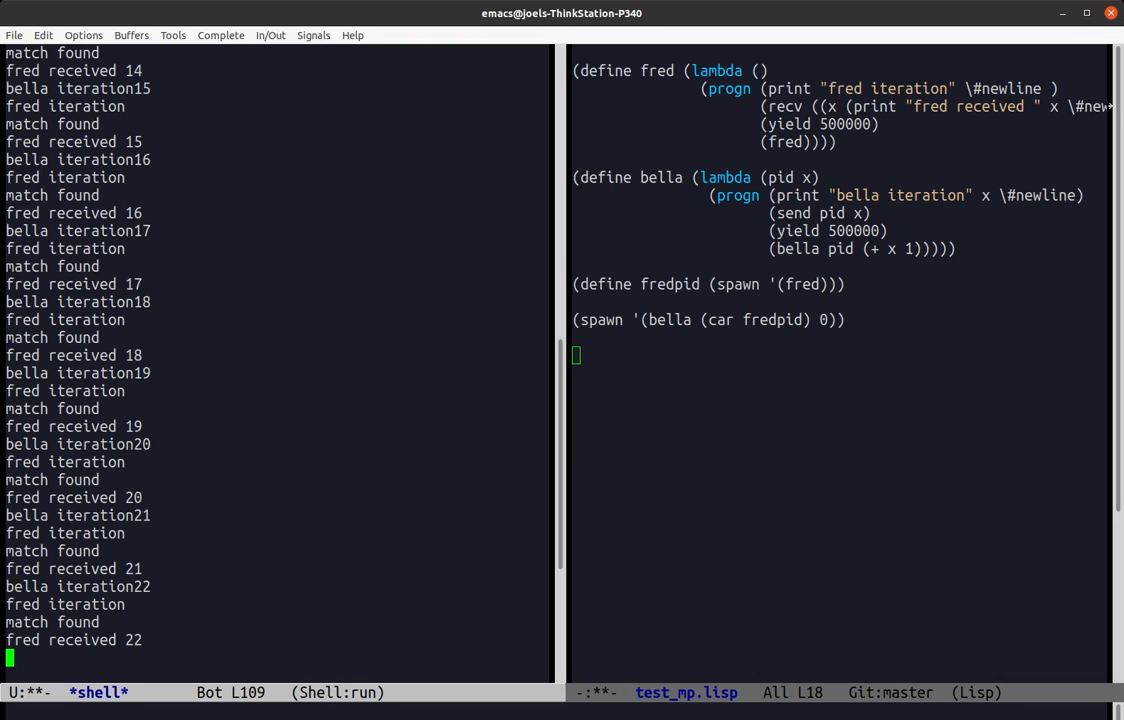 emacs@joels-ThinkStation-P340
File Edit Options Buffers Tools Complete In/Out Signals Help
match found
fred received 14
bella iteration15
fred iteration
match found
fred received 15
bella iteration16
fred iteration
match found
fred received 16
bella iteration17
fred iteration
match found
fred received 17
bella iteration18
fred iteration
match found
fred received 18
bella iteration19
fred iteration
match found
fred received 19
bella iteration20
fred iteration
match found
fred received 20
bella iteration21
fred iteration
match found
fred received 21
bella iteration22
fred iteration
match found
fred received 22
U:**- *shell* Bot L109 (Shell:run)
(define fred (lambda ()
(progn (print "fred iteration" \#newline )
(recv ((x (print "fred received " x \#new
(yield 500000)
(fred))))
(define bella (lambda (pid x)
(progn (print "bella iteration" x \#newline)
(send pid x)
(yield 500000)
(bella pid (+ x 1)))))
(define fredpid (spawn '(fred)))
(spawn '(bella (car fredpid) 0))
-:**- test_mp.lisp All L18 Git:master (Lisp)